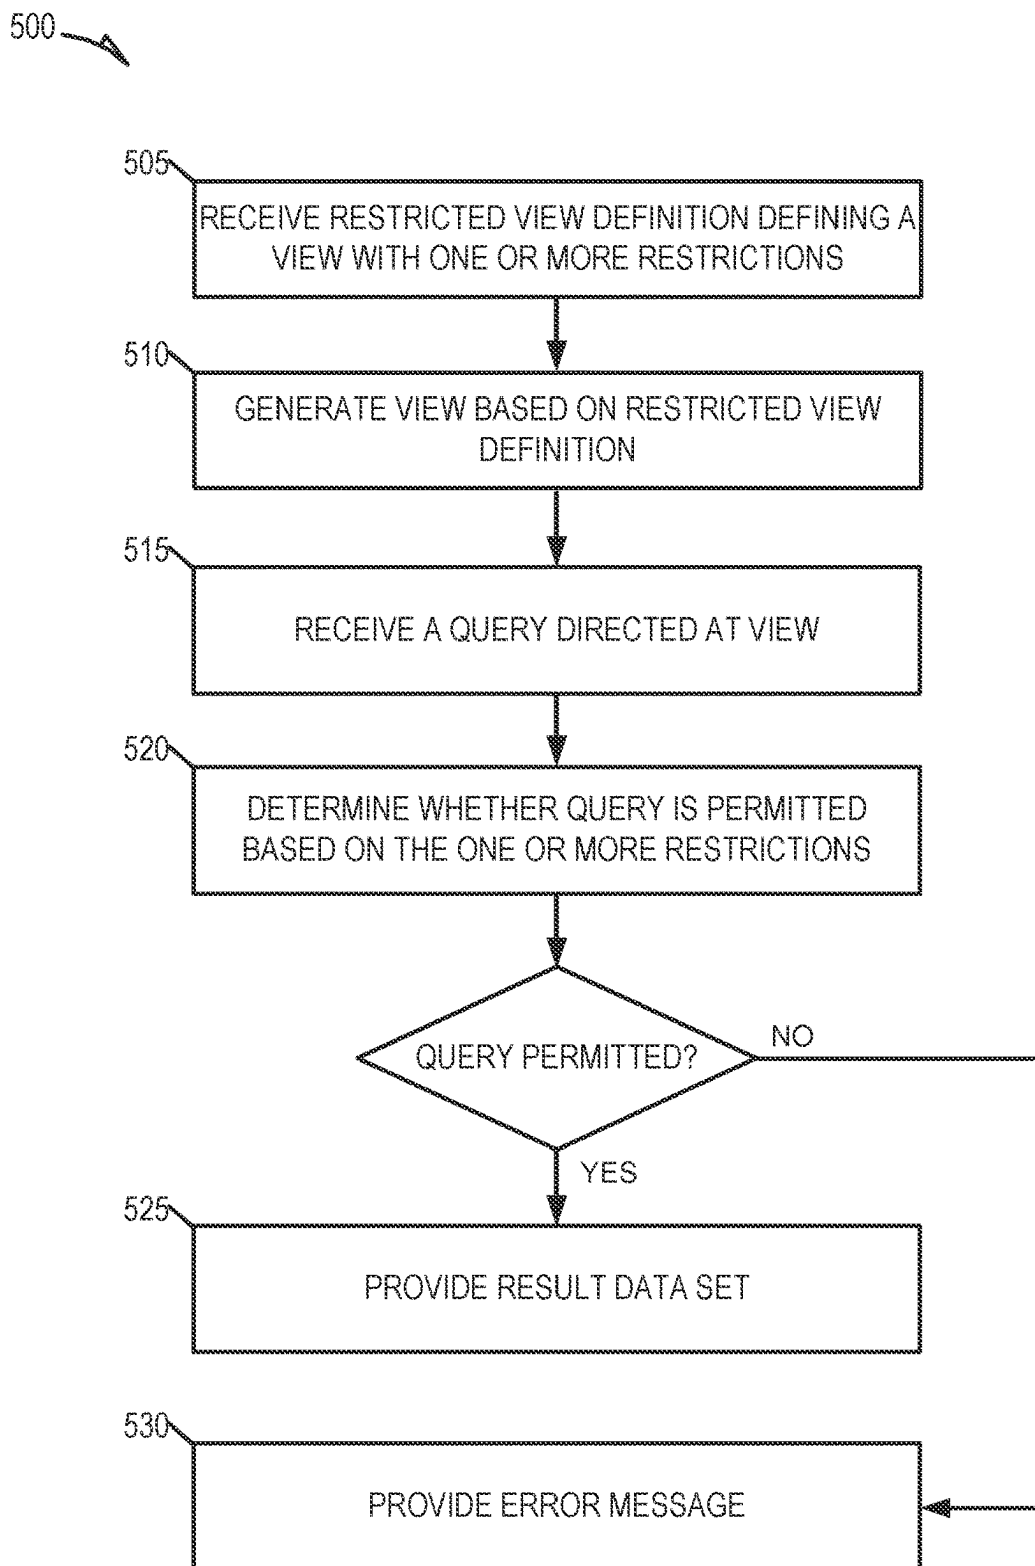 500
505
RECEIVE RESTRICTED VIEW DEFINITION DEFINING A
VIEW WITH ONE OR MORE RESTRICTIONS
510
GENERATE VIEW BASED ON RESTRICTED VIEW
DEFINITION
515
RECEIVE A QUERY DIRECTED AT VIEW
520
DETERMINE WHETHER QUERY IS PERMITTED
BASED ON THE ONE OR MORE RESTRICTIONS
QUERY PERMITTED?
NO
YES
525
PROVIDE RESULT DATA SET
530
PROVIDE ERROR MESSAGE